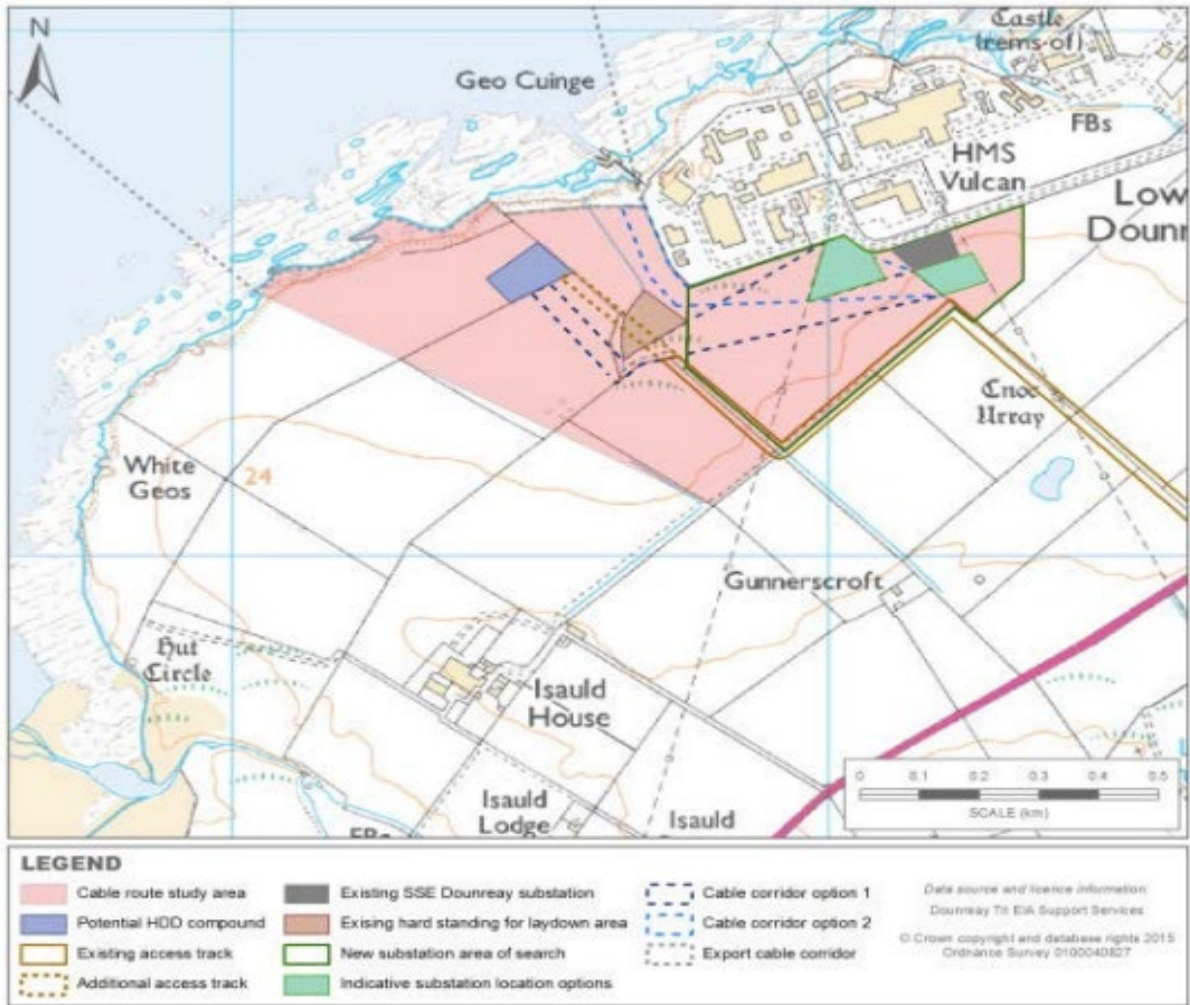 N
Castle
(rems of)
Geo Cuinge
FBs
HMS
Vulcan
Low
Dounr
Cnoc
Urray
White
Geos
24
Gunnerscroft
Hut
Circle
Isauld
House
Isauld
Lodge
Isauld
FBs
0 0.1 0.2 0.3 0.4 0.5
SCALE (km)
LEGEND
Cable route study area
Potential HDD compound
Existing access track
Additional access track
Existing SSE Dounreay substation
Exising hard standing for laydown area
New substation area of search
Indicative substation location options
Cable corridor option 1
Cable corridor option 2
Export cable corridor
Data source and licence information:
Dounreay Tri EIA Support Services
© Crown copyright and database rights 2015
Ordnance Survey 0100040827